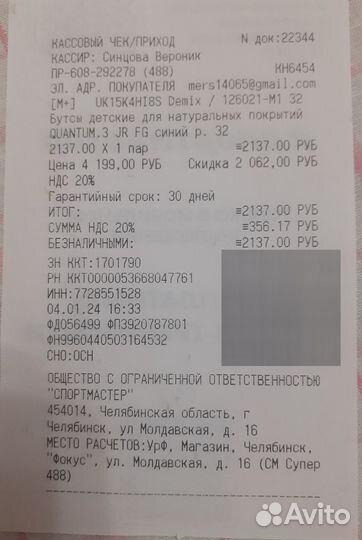 КАССОВЫЙ ЧЕК/ПРИХОД N док:22344
КАССИР: Синцова Вероник
ПР-608-292278 (488) КН6454
ЭЛ. АДР. ПОКУПАТЕЛЯ mers14065@gmail.com
[M+] UK15K4HI8S Demix / 126021-M1 32
Бутсы детские для натуральных покрытий
QUANTUM.3 JR FG синий р. 32
2137.00 X 1 пар ≡2137.00 РУБ
Цена 4 199,00 РУБ Скидка 2 062,00 РУБ
НДС 20%
Гарантийный срок: 30 дней
ИТОГ: ≡2137.00 РУБ
СУММА НДС 20% ≡356.17 РУБ
БЕЗНАЛИЧНЫМИ: ≡2137.00 РУБ
ЗН ККТ:1701790
РН ККТ0000053668047761
ИНН:7728551528
04.01.24 16:33
ФД056499 ФП3920787801
ФН9960440503164532
СНО:ОСН
ОБЩЕСТВО С ОГРАНИЧЕННОЙ ОТВЕТСТВЕННОСТЬЮ
"СПОРТМАСТЕР"
454014, Челябинская область, г
Челябинск, ул Молдавская, д. 16
МЕСТО РАСЧЕТОВ:УрФ, Магазин, Челябинск,
"Фокус", ул. Молдавская, д. 16 (СМ Супер
488)
Avito